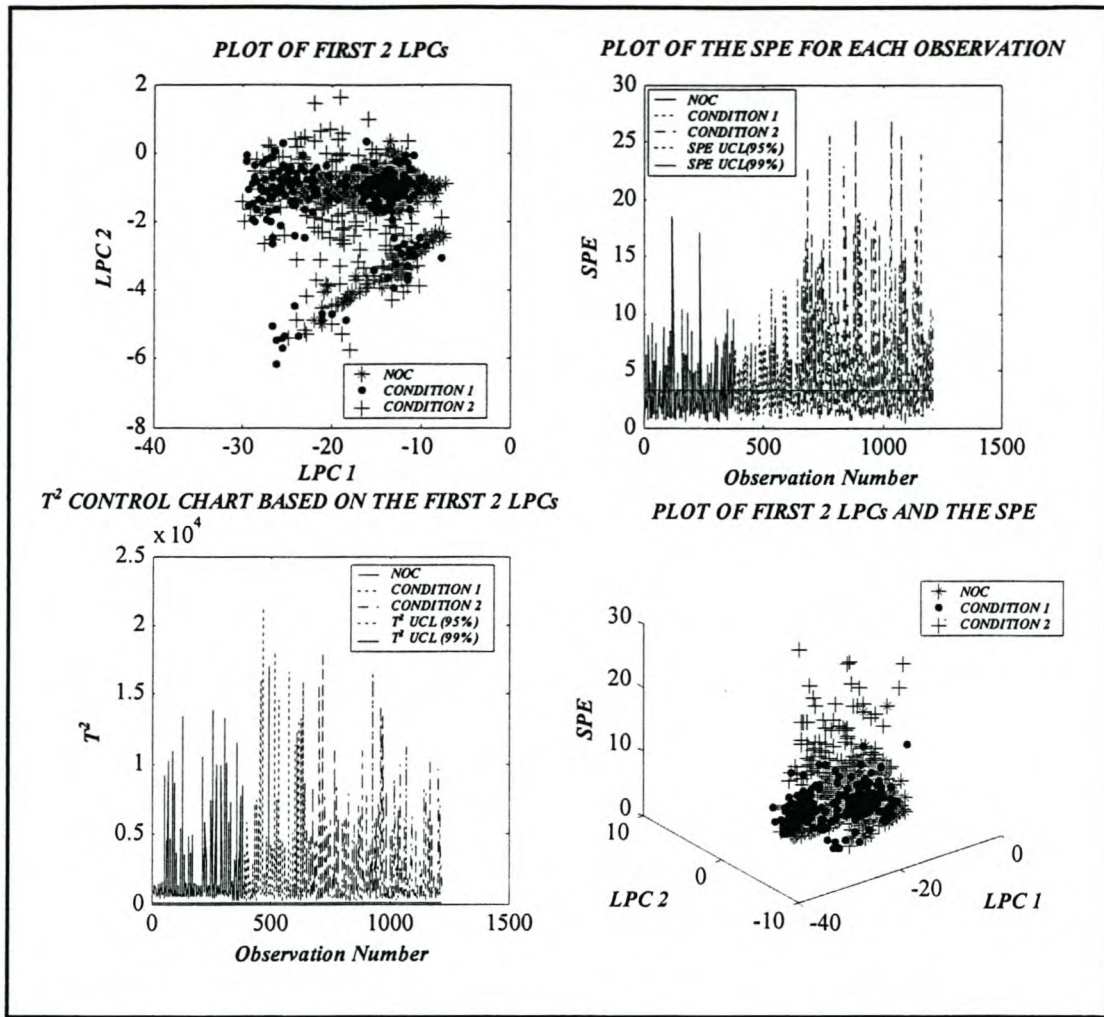 PLOT OF FIRST 2 LPCs
2
0
-2
-4
-6
-8
LPC 2
-40
-30
-20
-10
0
LPC 1
NOC
CONDITION 1
CONDITION 2
PLOT OF THE SPE FOR EACH OBSERVATION
30
25
20
15
10
5
0
SPE
0
500
1000
1500
Observation Number
NOC
CONDITION 1
CONDITION 2
SPE UCL(95%)
SPE UCL(99%)
T² CONTROL CHART BASED ON THE FIRST 2 LPCs
x 10⁴
2.5
2
1.5
1
0.5
0
T²
0
500
1000
1500
Observation Number
NOC
CONDITION 1
CONDITION 2
T² UCL (95%)
T² UCL (99%)
PLOT OF FIRST 2 LPCs AND THE SPE
NOC
CONDITION 1
CONDITION 2
30
20
10
0
SPE
10
0
-10
LPC 2
-40
-20
0
LPC 1